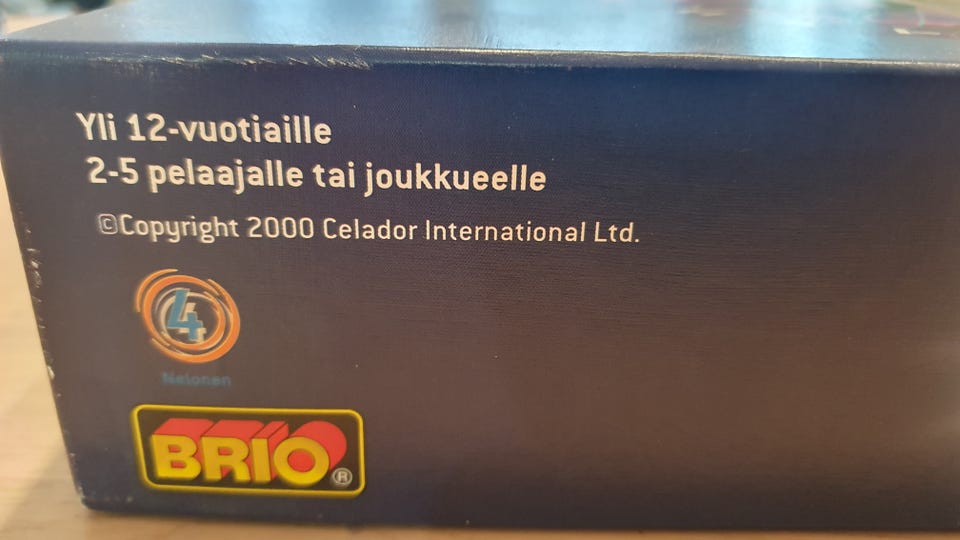 Yli 12-vuotiaille
2-5 pelaajalle tai joukkueelle
©Copyright 2000 Celador International Ltd.
4
Nelonen
BRIO®